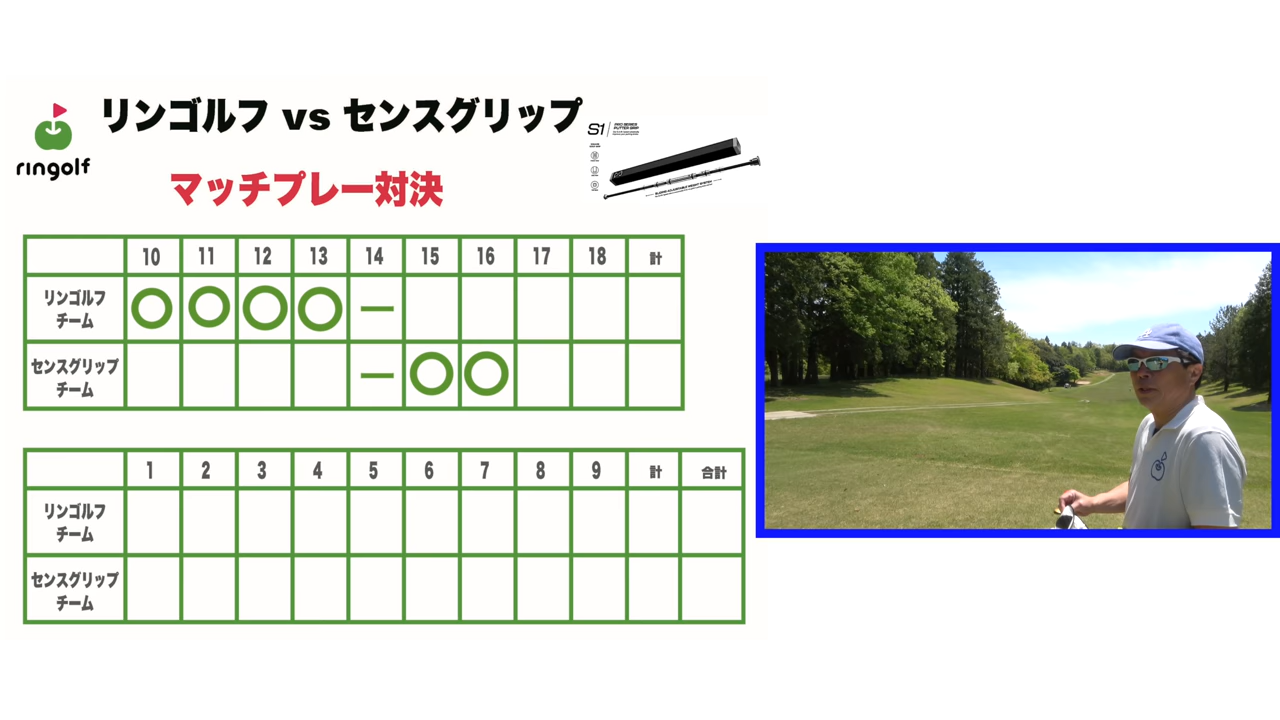 リンゴルフ vs センスグリップ
ringolf
マッチプレー対決
S1 PRO SERIES
PUTTER GRIP
10 11 12 13 14 15 16 17 18 計
リンゴルフ
チーム
○ ○ ○ ○ －
センスグリップ
チーム
－ ○ ○
1 2 3 4 5 6 7 8 9 計 合計
リンゴルフ
チーム
センスグリップ
チーム